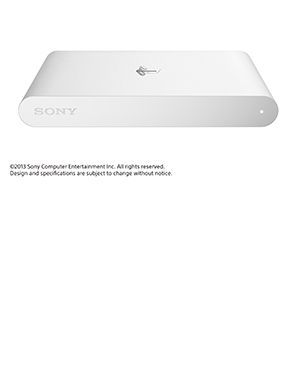 SONY
©2013 Sony Computer Entertainment Inc. All rights reserved.
Design and specifications are subject to change without notice.